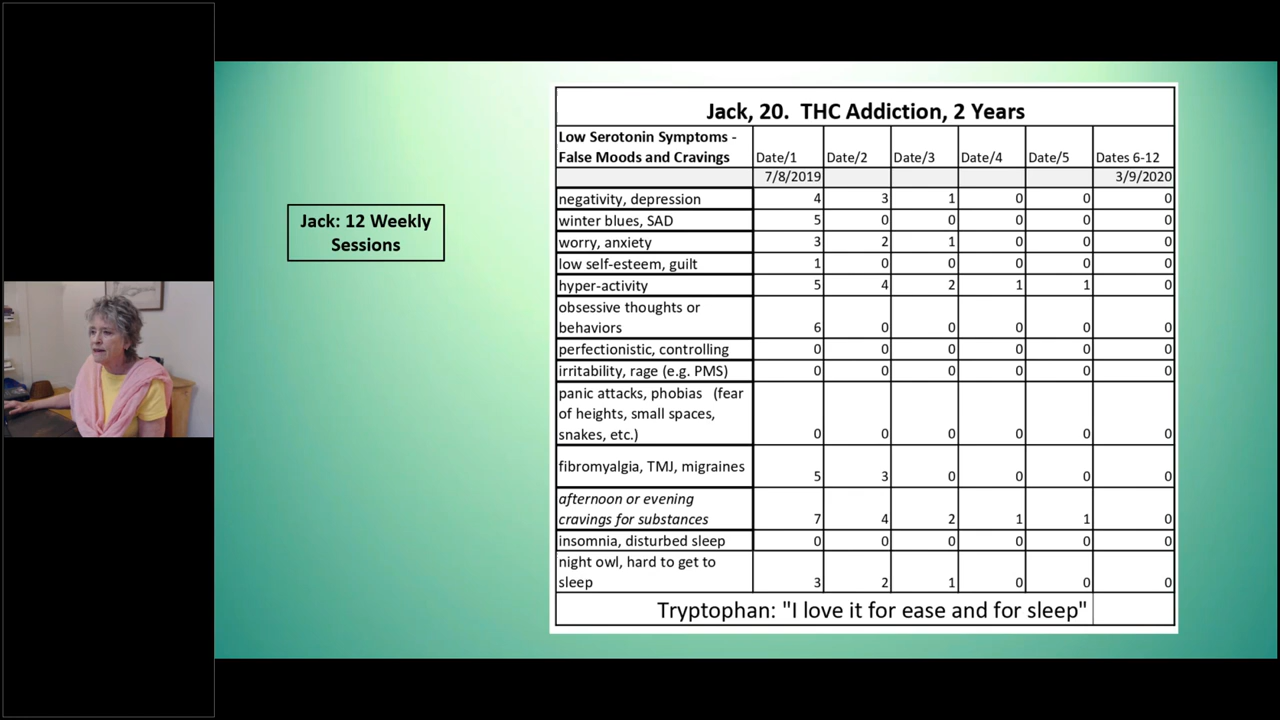 Jack: 12 Weekly
Sessions
Jack, 20. THC Addiction, 2 Years
Low Serotonin Symptoms -
False Moods and Cravings Date/1 Date/2 Date/3 Date/4 Date/5 Dates 6-12
7/8/2019 3/9/2020
negativity, depression 4 3 1 0 0 0
winter blues, SAD 5 0 0 0 0 0
worry, anxiety 3 2 1 0 0 0
low self-esteem, guilt 1 0 0 0 0 0
hyper-activity 5 4 2 1 1 0
obsessive thoughts or
behaviors 6 0 0 0 0 0
perfectionistic, controlling 0 0 0 0 0 0
irritability, rage (e.g. PMS) 0 0 0 0 0 0
panic attacks, phobias (fear
of heights, small spaces,
snakes, etc.) 0 0 0 0 0 0
fibromyalgia, TMJ, migraines 5 3 0 0 0 0
afternoon or evening
cravings for substances 7 4 2 1 1 0
insomnia, disturbed sleep 0 0 0 0 0 0
night owl, hard to get to
sleep 3 2 1 0 0 0
Tryptophan: "I love it for ease and for sleep"